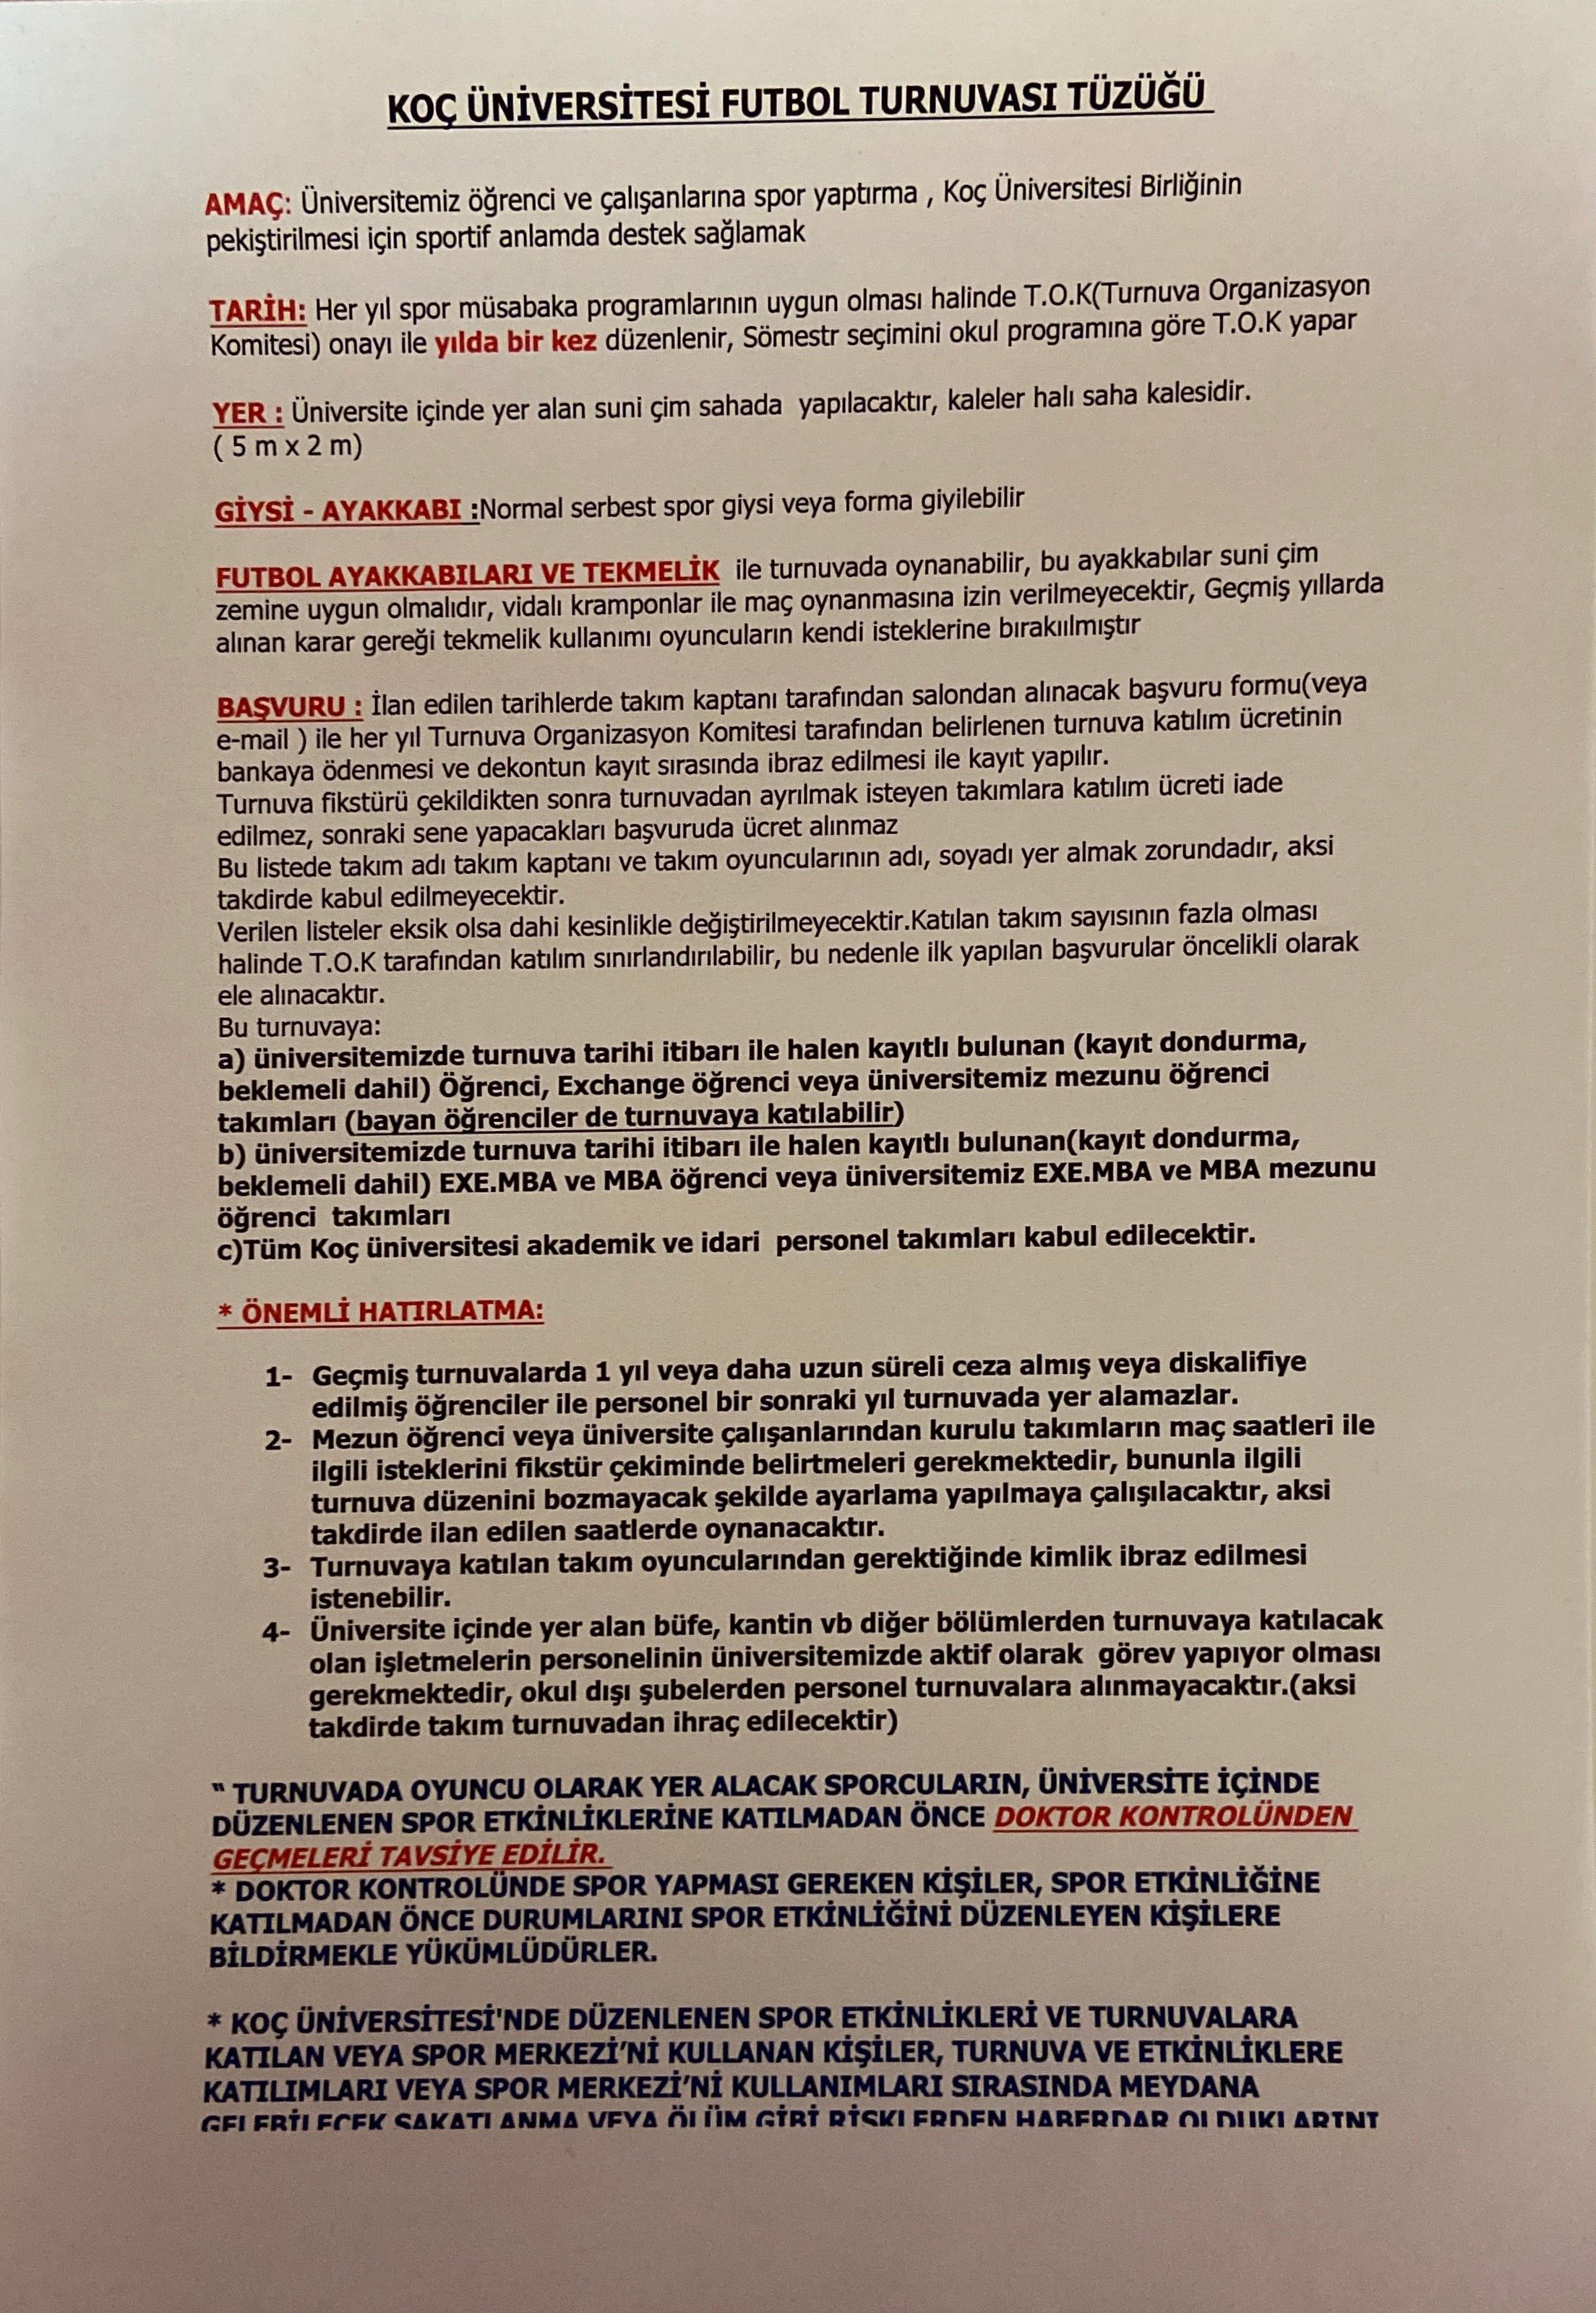 KOÇ ÜNİVERSİTESİ FUTBOL TURNUVASI TÜZÜĞÜ
AMAÇ: Üniversitemiz öğrenci ve çalışanlarına spor yaptırma , Koç Üniversitesi Birliğinin
pekiştirilmesi için sportif anlamda destek sağlamak
TARİH: Her yıl spor müsabaka programlarının uygun olması halinde T.O.K(Turnuva Organizasyon
Komitesi) onayı ile yılda bir kez düzenlenir, Sömestr seçimini okul programına göre T.O.K yapar
YER : Üniversite içinde yer alan suni çim sahada yapılacaktır, kaleler halı saha kalesidir.
( 5 m x 2 m)
GİYSİ - AYAKKABI :Normal serbest spor giysi veya forma giyilebilir
FUTBOL AYAKKABILARI VE TEKMELİK ile turnuvada oynanabilir, bu ayakkabılar suni çim
zemine uygun olmalıdır, vidalı kramponlar ile maç oynanmasına izin verilmeyecektir, Geçmiş yıllarda
alınan karar gereği tekmelik kullanımı oyuncuların kendi isteklerine bırakıılmıştır
BAŞVURU : İlan edilen tarihlerde takım kaptanı tarafından salondan alınacak başvuru formu(veya
e-mail ) ile her yıl Turnuva Organizasyon Komitesi tarafından belirlenen turnuva katılım ücretinin
bankaya ödenmesi ve dekontun kayıt sırasında ibraz edilmesi ile kayıt yapılır.
Turnuva fikstürü çekildikten sonra turnuvadan ayrılmak isteyen takımlara katılım ücreti iade
edilmez, sonraki sene yapacakları başvuruda ücret alınmaz
Bu listede takım adı takım kaptanı ve takım oyuncularının adı, soyadı yer almak zorundadır, aksi
takdirde kabul edilmeyecektir.
Verilen listeler eksik olsa dahi kesinlikle değiştirilmeyecektir.Katılan takım sayısının fazla olması
halinde T.O.K tarafından katılım sınırlandırılabilir, bu nedenle ilk yapılan başvurular öncelikli olarak
ele alınacaktır.
Bu turnuvaya:
a) üniversitemizde turnuva tarihi itibarı ile halen kayıtlı bulunan (kayıt dondurma,
beklemeli dahil) Öğrenci, Exchange öğrenci veya üniversitemiz mezunu öğrenci
takımları (bayan öğrenciler de turnuvaya katılabilir)
b) üniversitemizde turnuva tarihi itibarı ile halen kayıtlı bulunan(kayıt dondurma,
beklemeli dahil) EXE.MBA ve MBA öğrenci veya üniversitemiz EXE.MBA ve MBA mezunu
öğrenci takımları
c)Tüm Koç üniversitesi akademik ve idari personel takımları kabul edilecektir.
* ÖNEMLİ HATIRLATMA:
1- Geçmiş turnuvalarda 1 yıl veya daha uzun süreli ceza almış veya diskalifiye
edilmiş öğrenciler ile personel bir sonraki yıl turnuvada yer alamazlar.
2- Mezun öğrenci veya üniversite çalışanlarından kurulu takımların maç saatleri ile
ilgili isteklerini fikstür çekiminde belirtmeleri gerekmektedir, bununla ilgili
turnuva düzenini bozmayacak şekilde ayarlama yapılmaya çalışılacaktır, aksi
takdirde ilan edilen saatlerde oynanacaktır.
3- Turnuvaya katılan takım oyuncularından gerektiğinde kimlik ibraz edilmesi
istenebilir.
4- Üniversite içinde yer alan büfe, kantin vb diğer bölümlerden turnuvaya katılacak
olan işletmelerin personelinin üniversitemizde aktif olarak görev yapıyor olması
gerekmektedir, okul dışı şubelerden personel turnuvalara alınmayacaktır.(aksi
takdirde takım turnuvadan ihraç edilecektir)
" TURNUVADA OYUNCU OLARAK YER ALACAK SPORCULARIN, ÜNİVERSİTE İÇİNDE
DÜZENLENEN SPOR ETKİNLİKLERİNE KATILMADAN ÖNCE DOKTOR KONTROLÜNDEN
GEÇMELERİ TAVSİYE EDİLİR.
* DOKTOR KONTROLÜNDE SPOR YAPMASI GEREKEN KİŞİLER, SPOR ETKİNLİĞİNE
KATILMADAN ÖNCE DURUMLARINI SPOR ETKİNLİĞİNİ DÜZENLEYEN KİŞİLERE
BİLDİRMEKLE YÜKÜMLÜDÜRLER.
* KOÇ ÜNİVERSİTESİ'NDE DÜZENLENEN SPOR ETKİNLİKLERİ VE TURNUVALARA
KATILAN VEYA SPOR MERKEZİ'Nİ KULLANAN KİŞİLER, TURNUVA VE ETKİNLİKLERE
KATILIMLARI VEYA SPOR MERKEZİ'Nİ KULLANIMLARI SIRASINDA MEYDANA
GELEBİLECEK SAKATLANMA VEYA ÖLÜM GİBİ RİSKLERDEN HABERDAR OLDUKLARINI